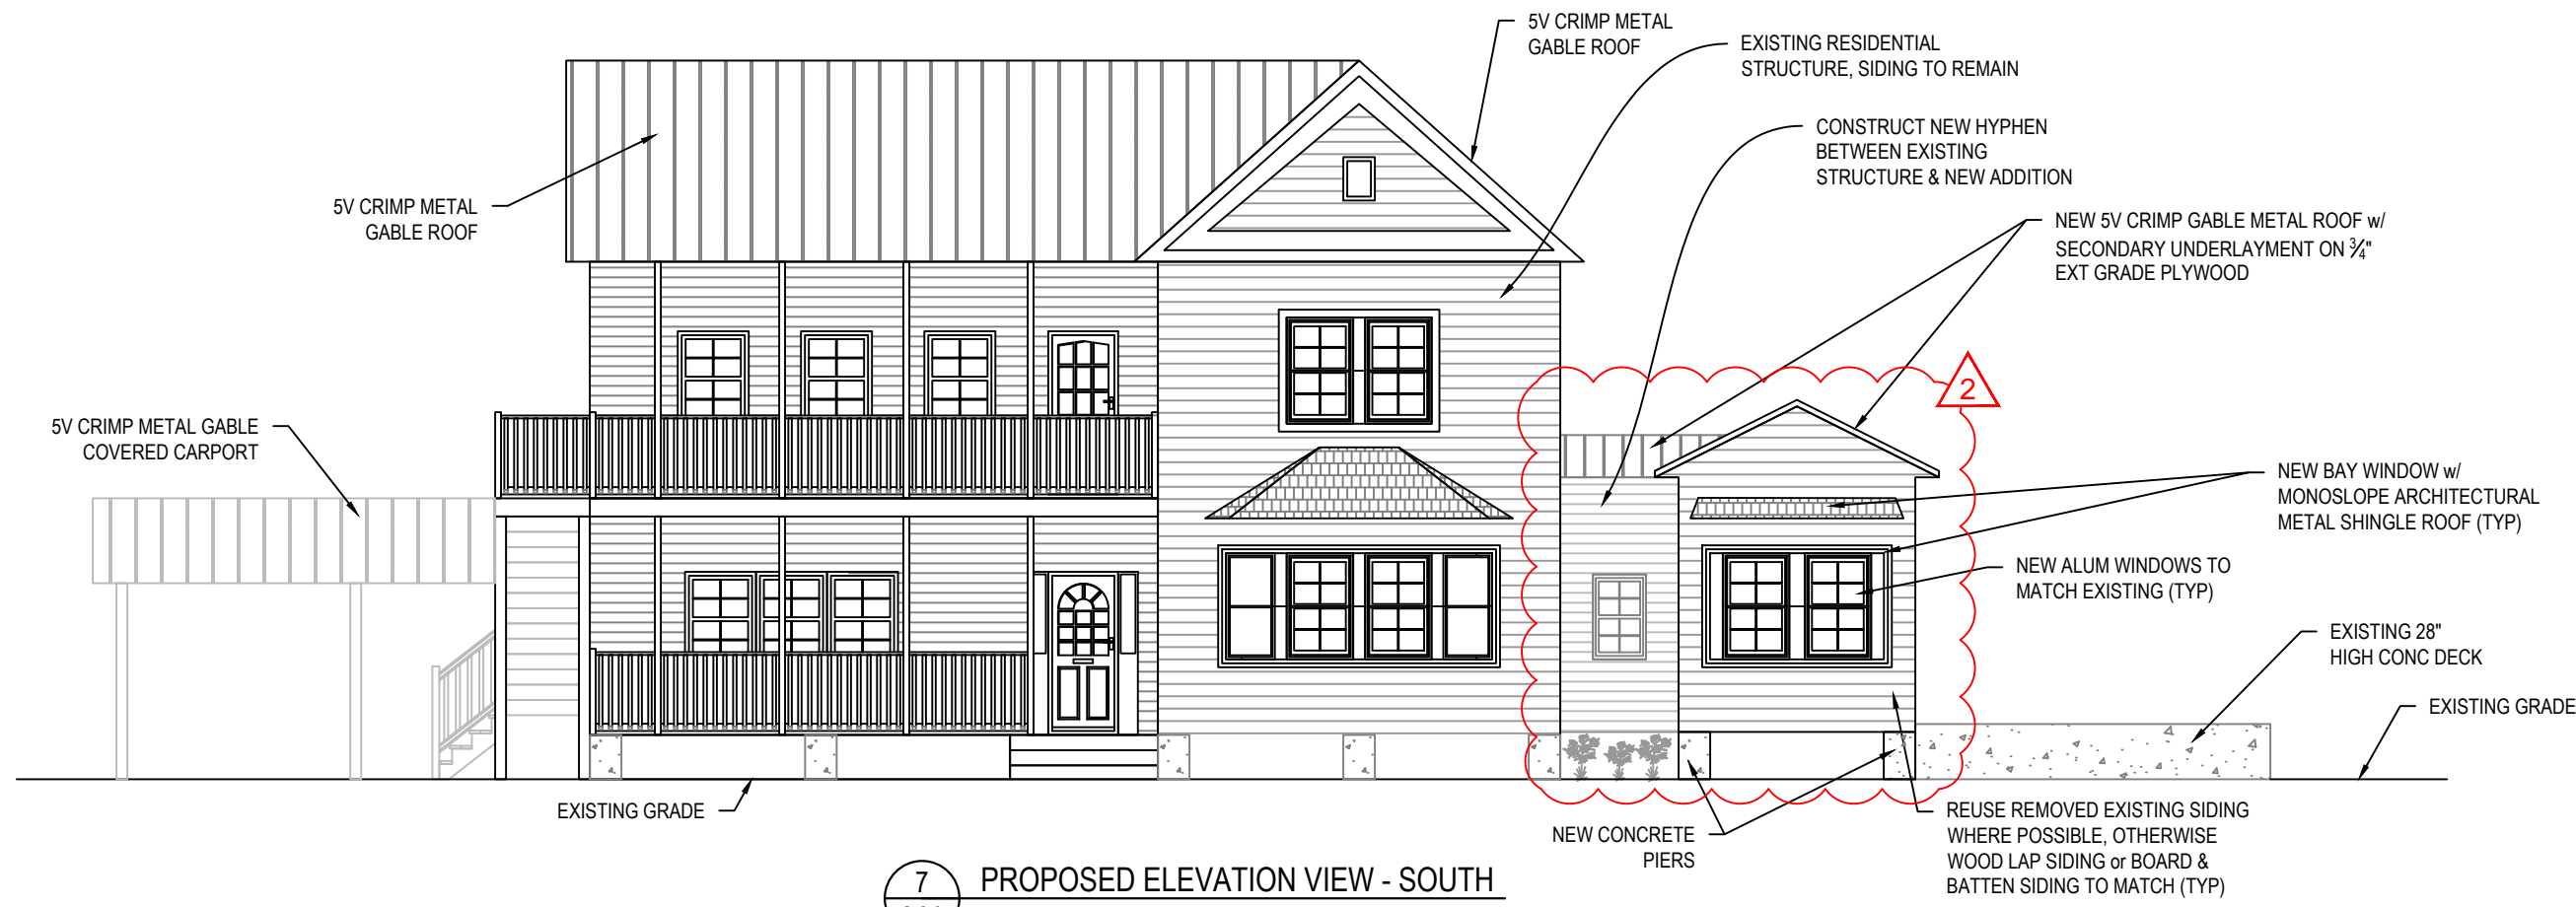 5V CRIMP METAL
GABLE ROOF
EXISTING RESIDENTIAL
STRUCTURE, SIDING TO REMAIN
CONSTRUCT NEW HYPHEN
BETWEEN EXISTING
STRUCTURE & NEW ADDITION
5V CRIMP METAL
GABLE ROOF
NEW 5V CRIMP GABLE METAL ROOF w/
SECONDARY UNDERLAYMENT ON ¾"
EXT GRADE PLYWOOD
2
5V CRIMP METAL GABLE
COVERED CARPORT
NEW BAY WINDOW w/
MONOSLOPE ARCHITECTURAL
METAL SHINGLE ROOF (TYP)
NEW ALUM WINDOWS TO
MATCH EXISTING (TYP)
EXISTING 28"
HIGH CONC DECK
EXISTING GRADE
EXISTING GRADE
NEW CONCRETE
PIERS
REUSE REMOVED EXISTING SIDING
WHERE POSSIBLE, OTHERWISE
WOOD LAP SIDING or BOARD &
BATTEN SIDING TO MATCH (TYP)
7
PROPOSED ELEVATION VIEW - SOUTH